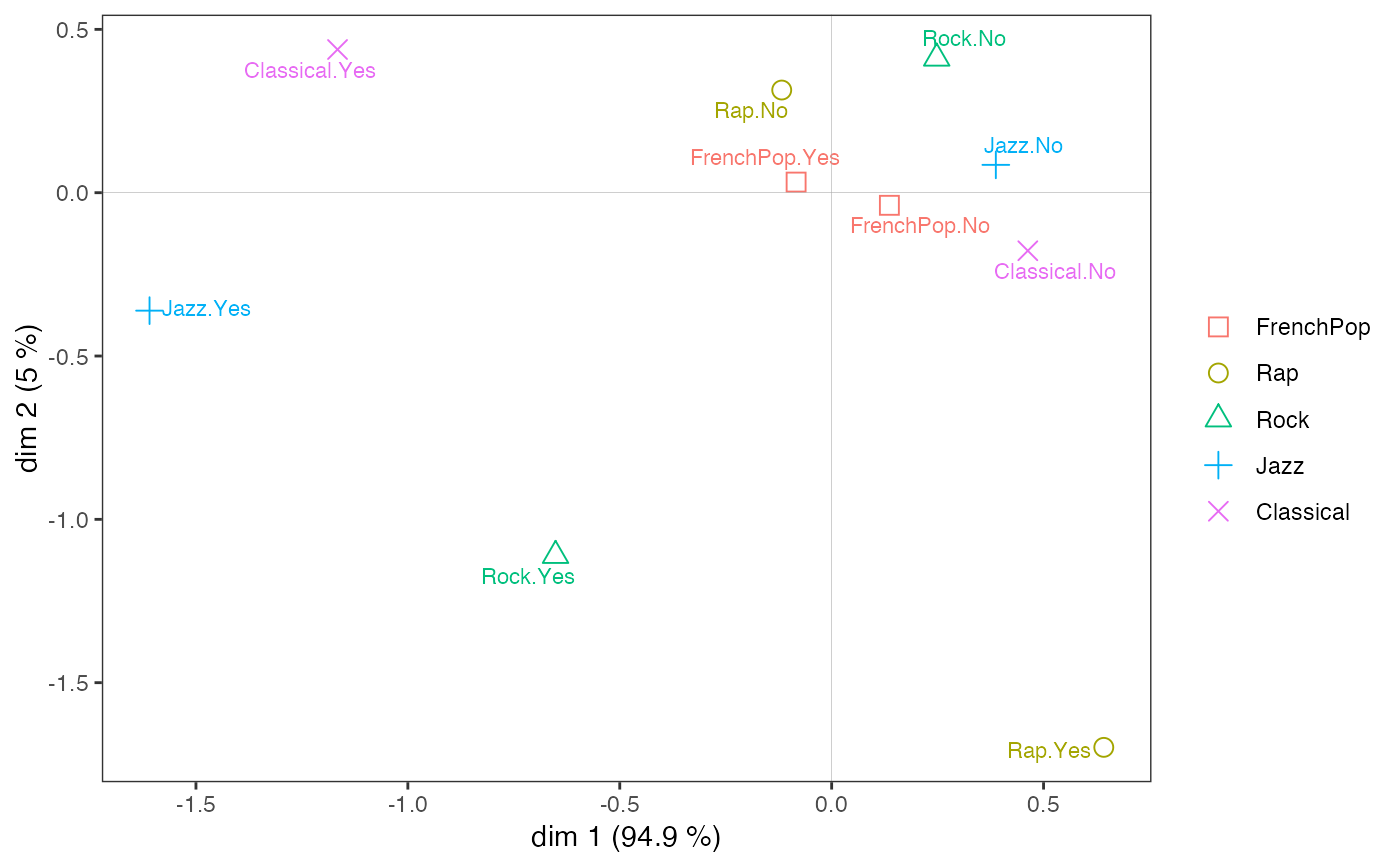 0.5
0.0
-0.5
-1.0
-1.5
dim 2 (5 %)
Classical.Yes
Rock.No
Rap.No
FrenchPop.Yes
Jazz.No
FrenchPop.No
Classical.No
Jazz.Yes
Rock.Yes
Rap.Yes
-1.5
-1.0
-0.5
0.0
0.5
dim 1 (94.9 %)
FrenchPop
Rap
Rock
Jazz
Classical